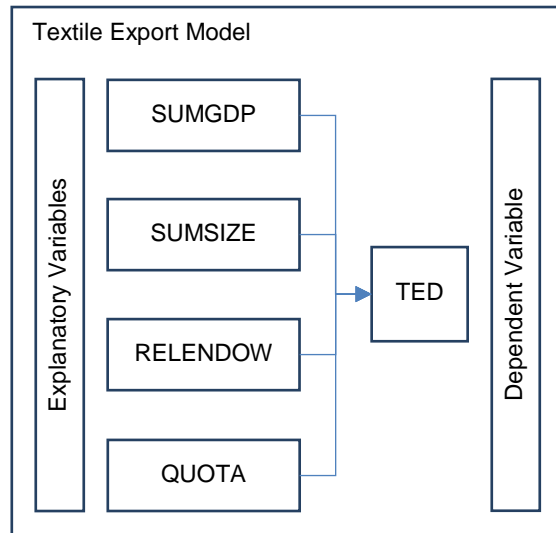 Textile Export Model
Explanatory Variables
SUMGDP
SUMSIZE
RELENDOW
QUOTA
TED
Dependent Variable